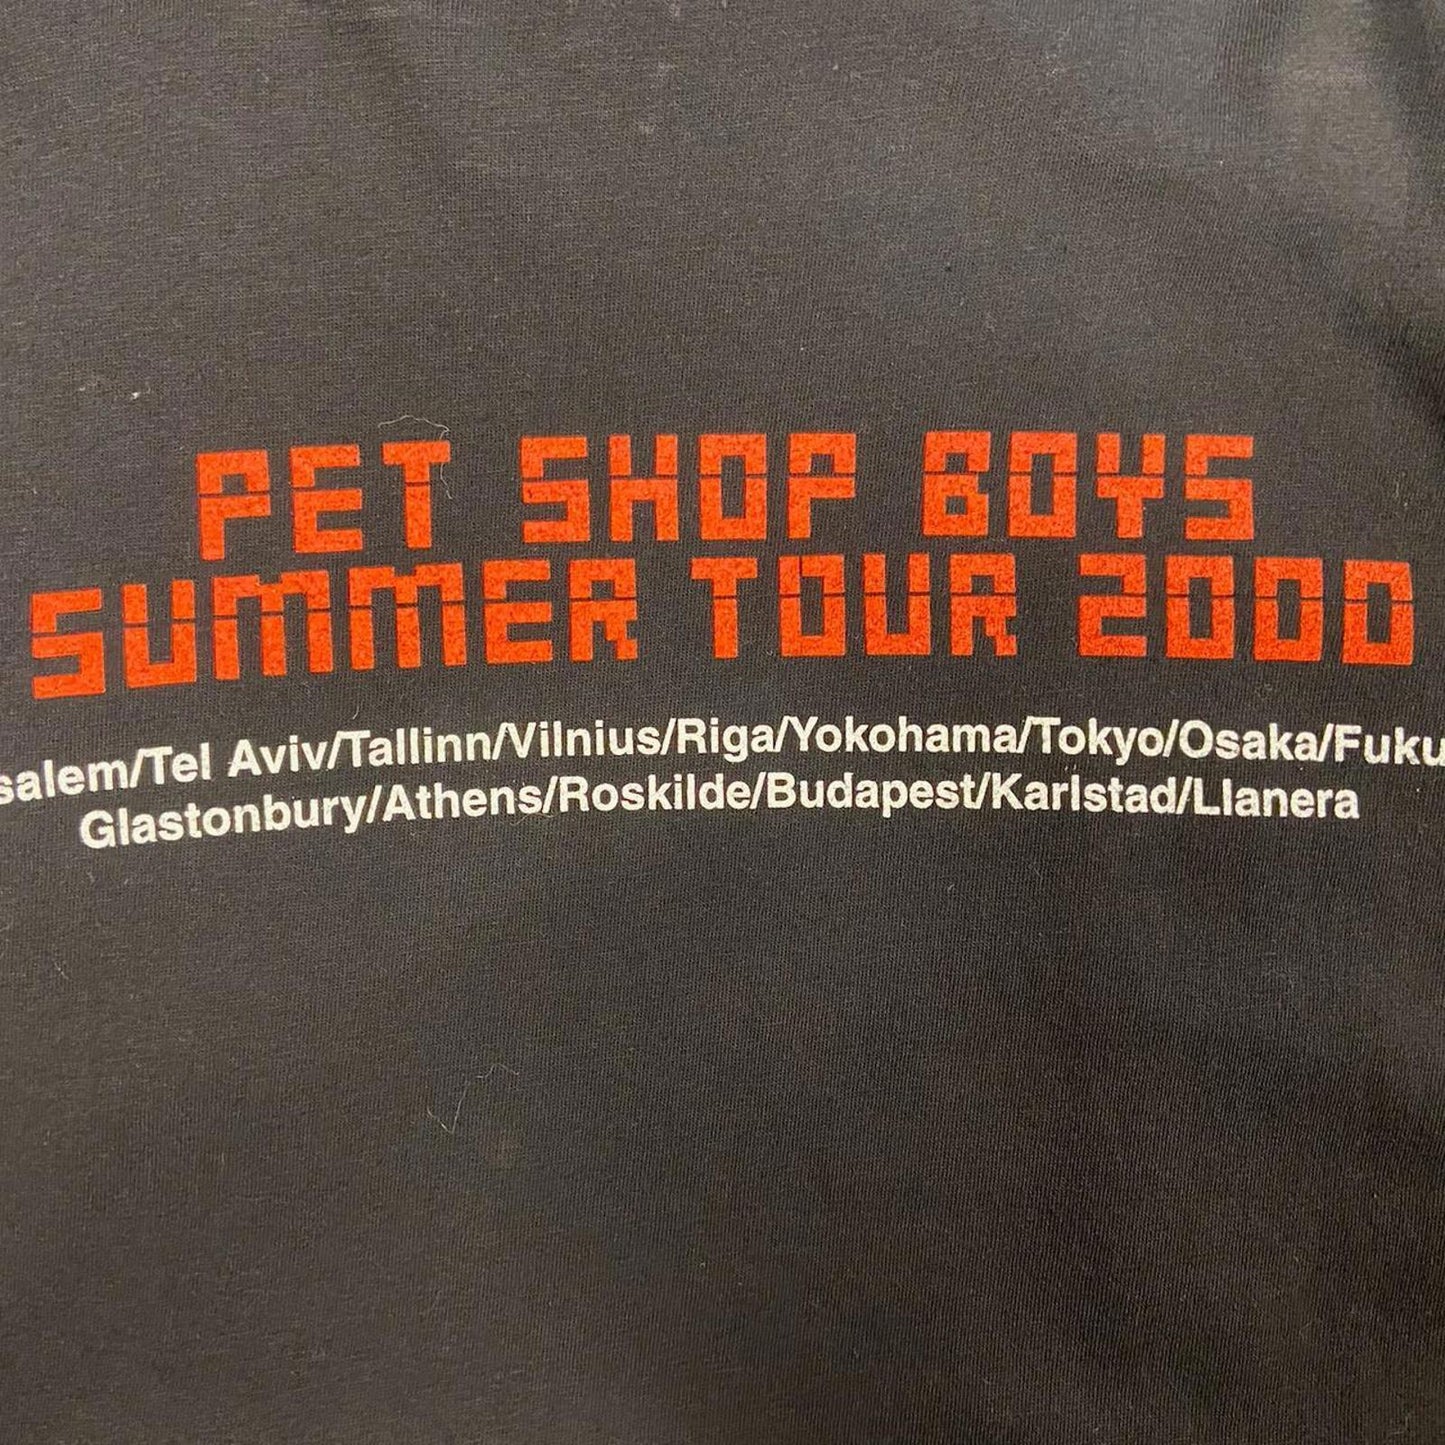 PET SHOP BOYS
SUMMER TOUR 2000
salem/Tel Aviv/Tallinn/Vilnius/Riga/Yokohama/Tokyo/Osaka/Fuku
Glastonbury/Athens/Roskilde/Budapest/Karlstad/Llanera